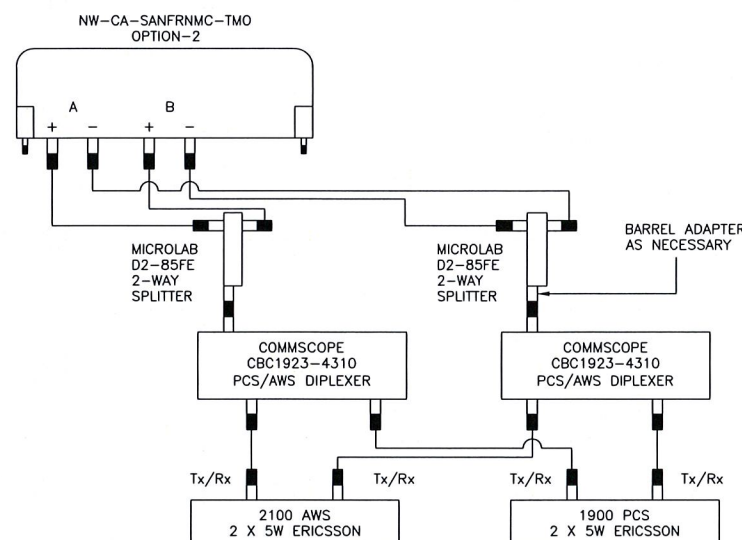 NW-CA-SANFRNMC-TMO
OPTION-2
A
B
+
-
+
-
MICROLAB
D2-85FE
2-WAY
SPLITTER
MICROLAB
D2-85FE
2-WAY
SPLITTER
BARREL ADAPTER
AS NECESSARY
COMMSCOPE
CBC1923-4310
PCS/AWS DIPLEXER
COMMSCOPE
CBC1923-4310
PCS/AWS DIPLEXER
Tx/Rx
Tx/Rx
Tx/Rx
Tx/Rx
2100 AWS
2 X 5W ERICSSON
1900 PCS
2 X 5W ERICSSON